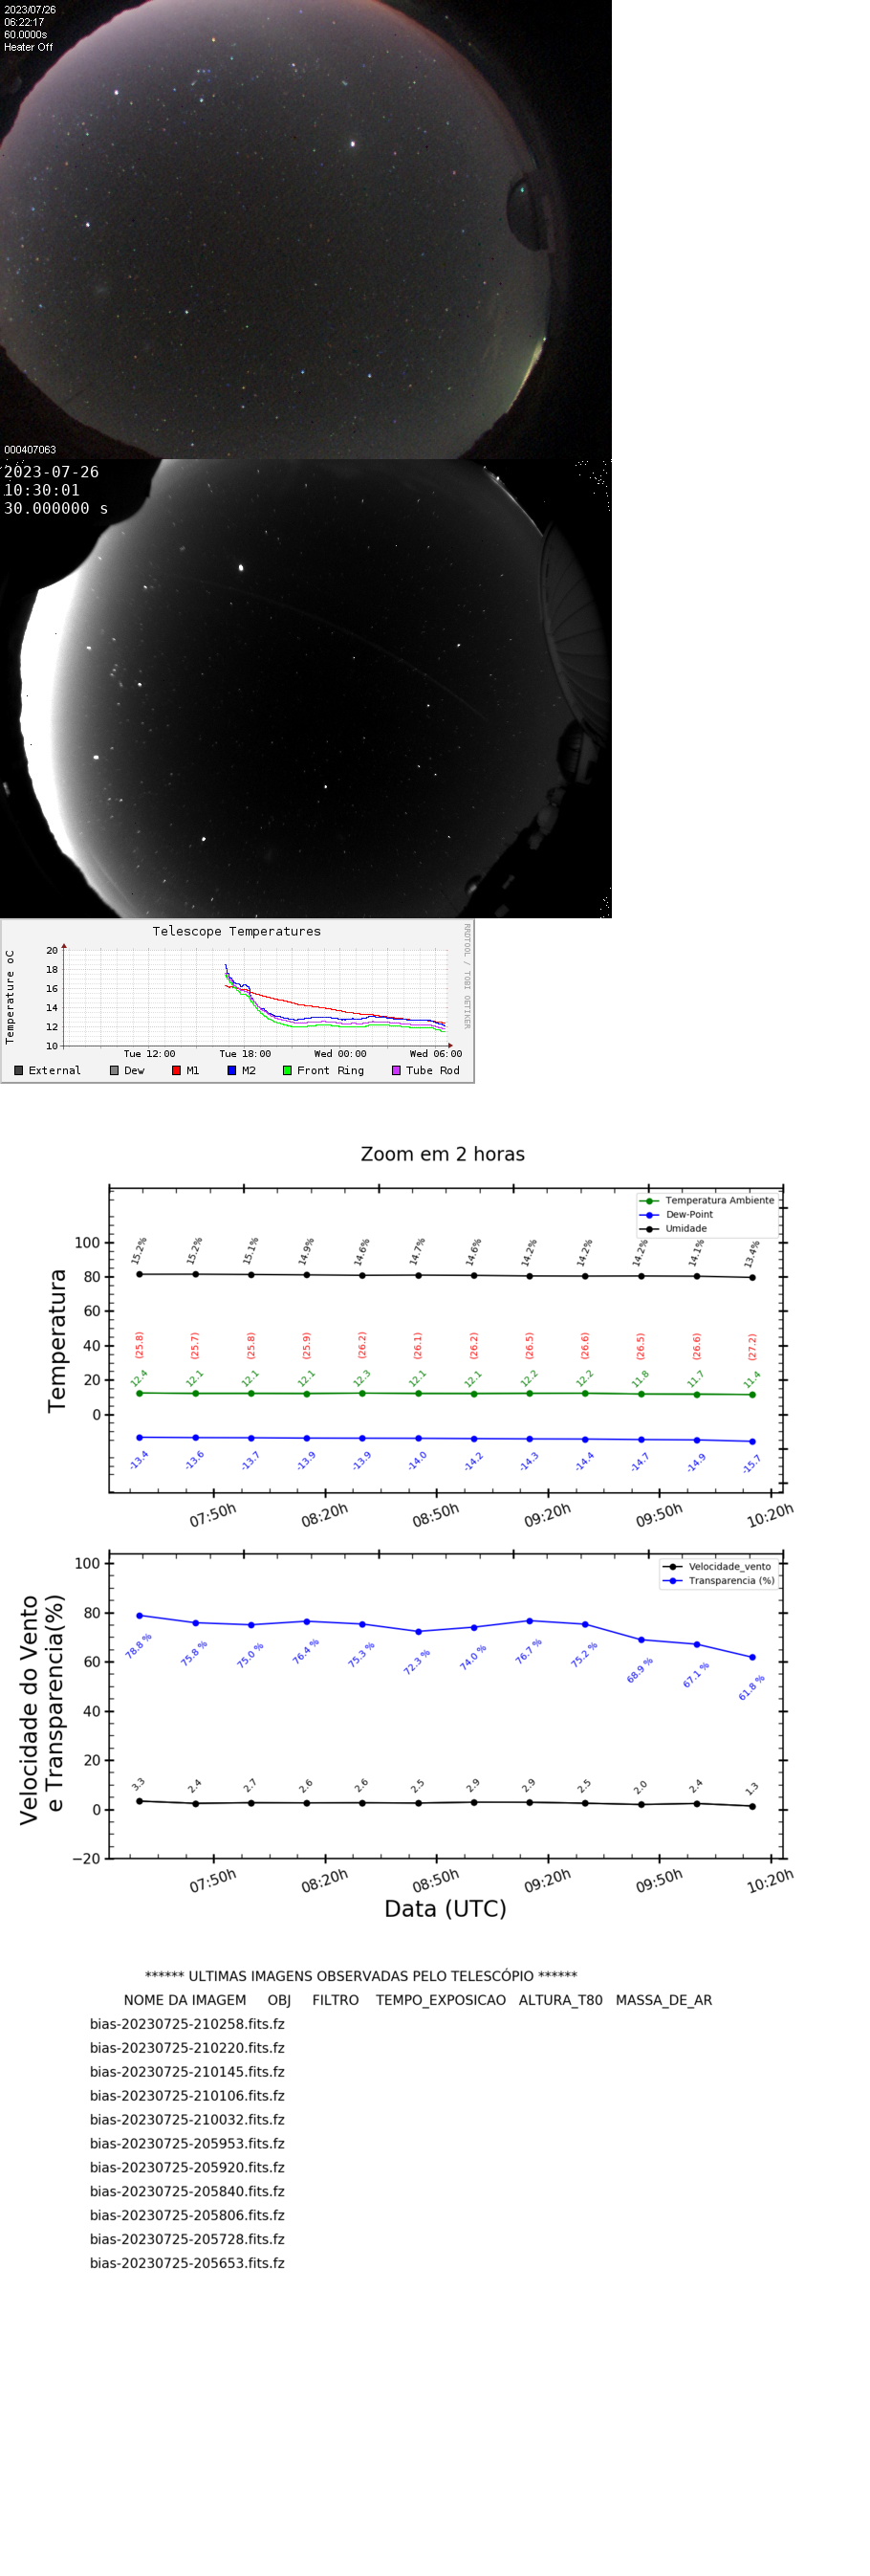 2023/07/26
06:22:17
60.0000s
Heater Off
000407063
2023-07-26
10:30:01
30.000000 s
Telescope Temperatures
RRDTOOL / TOBI OETIKER
Temperature oC
20
18
16
14
12
10
Tue 12:00 Tue 18:00 Wed 00:00 Wed 06:00
External Dew M1 M2 Front Ring Tube Rod
Zoom em 2 horas
Temperatura Ambiente
Dew-Point
Umidade
Temperatura
100
80
60
40
20
0
15.2% 15.2% 15.1% 14.9% 14.6% 14.7% 14.6% 14.2% 14.2% 14.2% 14.1% 13.4%
(25.8) (25.7) (25.8) (25.9) (26.2) (26.1) (26.2) (26.5) (26.6) (26.5) (26.6) (27.2)
12.4 12.1 12.1 12.1 12.3 12.1 12.1 12.2 12.2 11.8 11.7 11.4
-13.4 -13.6 -13.7 -13.9 -13.9 -14.0 -14.2 -14.3 -14.4 -14.7 -14.9 -15.7
07:50h 08:20h 08:50h 09:20h 09:50h 10:20h
Velocidade_vento
Transparencia (%)
Velocidade do Vento
e Transparencia(%)
100
80
60
40
20
0
−20
78.8 % 75.8 % 75.0 % 76.4 % 75.3 % 72.3 % 74.0 % 76.7 % 75.2 % 68.9 % 67.1 % 61.8 %
3.3 2.4 2.7 2.6 2.6 2.5 2.9 2.9 2.5 2.0 2.4 1.3
07:50h 08:20h 08:50h 09:20h 09:50h 10:20h
Data (UTC)
****** ULTIMAS IMAGENS OBSERVADAS PELO TELESCÓPIO ******
NOME DA IMAGEM OBJ FILTRO TEMPO_EXPOSICAO ALTURA_T80 MASSA_DE_AR
bias-20230725-210258.fits.fz
bias-20230725-210220.fits.fz
bias-20230725-210145.fits.fz
bias-20230725-210106.fits.fz
bias-20230725-210032.fits.fz
bias-20230725-205953.fits.fz
bias-20230725-205920.fits.fz
bias-20230725-205840.fits.fz
bias-20230725-205806.fits.fz
bias-20230725-205728.fits.fz
bias-20230725-205653.fits.fz